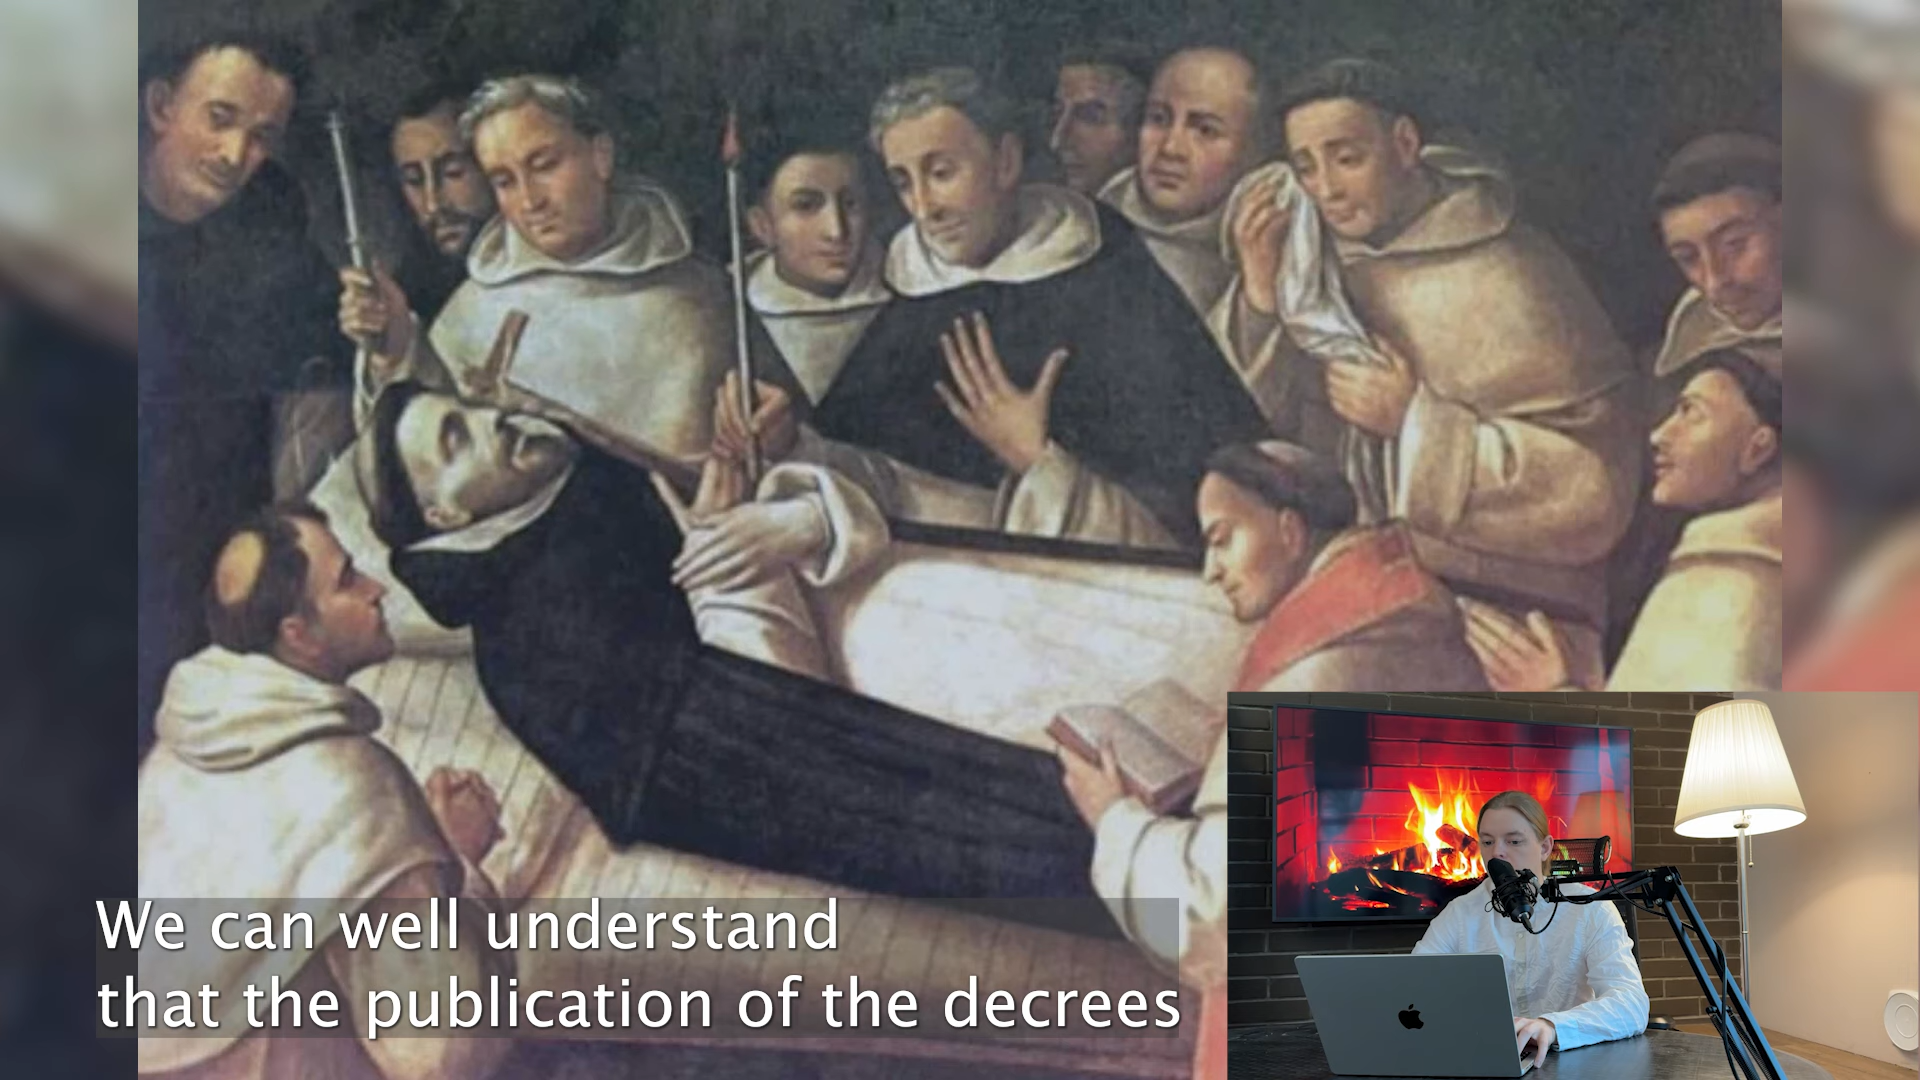 We can well understand
that the publication of the decrees